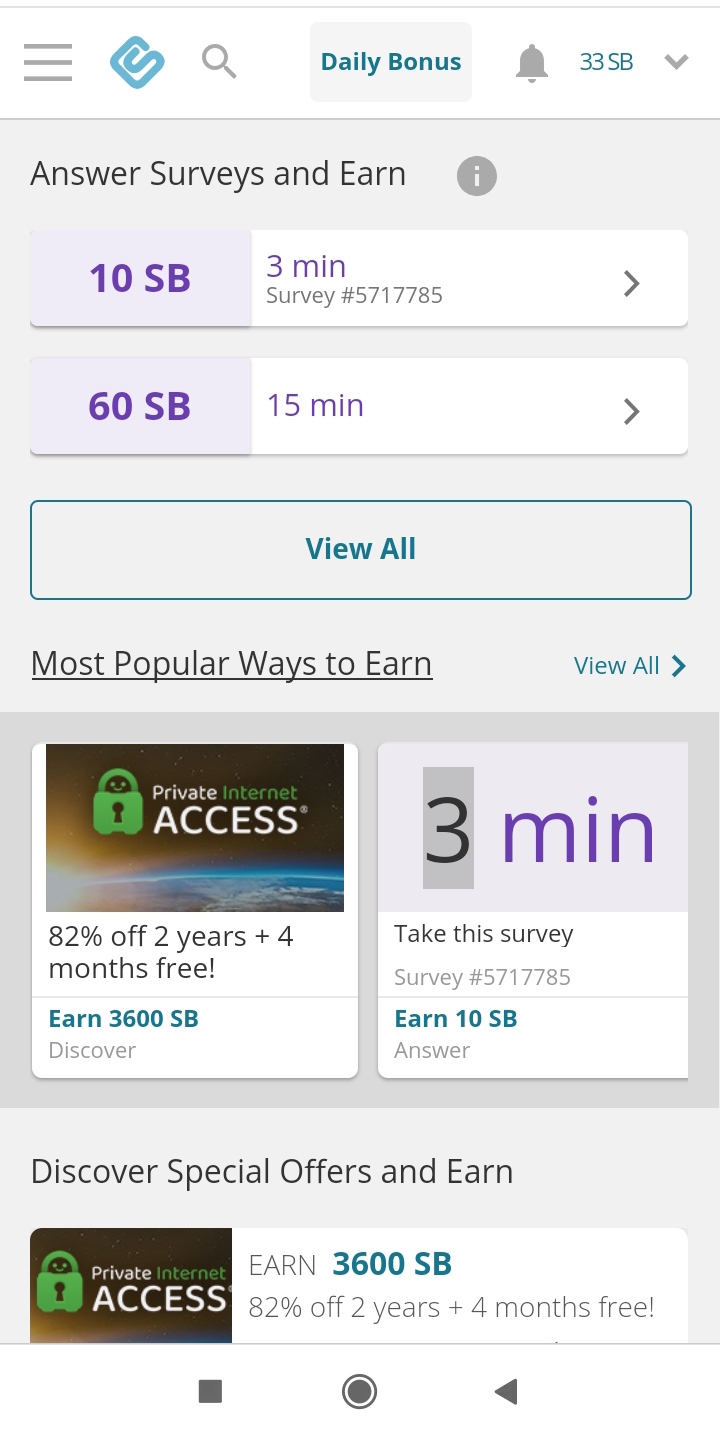 Daily Bonus
33 SB
Answer Surveys and Earn
10 SB
3 min
Survey #5717785
60 SB
15 min
View All
Most Popular Ways to Earn
View All
Private Internet
ACCESS®
82% off 2 years + 4
months free!
Earn 3600 SB
Discover
3 min
Take this survey
Survey #5717785
Earn 10 SB
Answer
Discover Special Offers and Earn
Private Internet
ACCESS®
EARN 3600 SB
82% off 2 years + 4 months free!